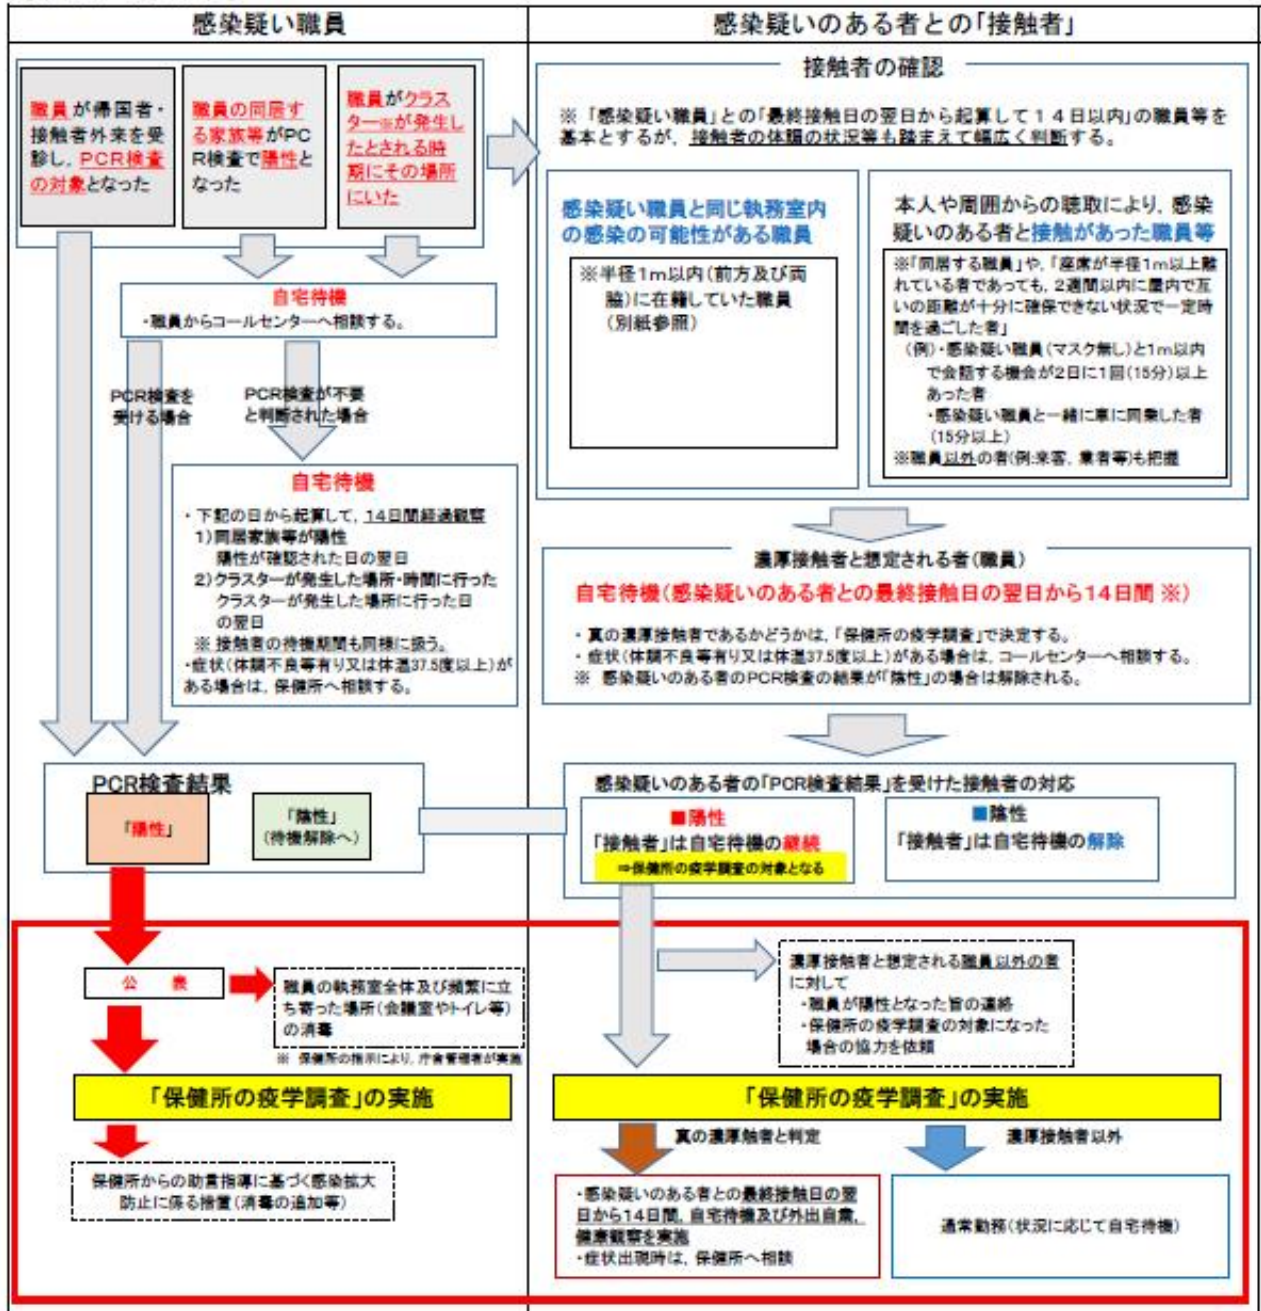 感染疑い職員
感染疑いのある者との「接触者」
職員が帰国者・
接触者外来を受
診し，PCR検査
の対象となった
職員の同居す
る家族等がPC
R検査で陽性と
なった
職員がクラス
ター※が発生し
たとされる時
期にその場所
にいた
自宅待機
・職員からコールセンターへ相談する。
PCR検査を
受ける場合
PCR検査が不要
と判断された場合
自宅待機
・下記の日から起算して，14日間経過観察
1)同居家族等が陽性
陽性が確認された日の翌日
2)クラスターが発生した場所・時間に行った
クラスターが発生した場所に行った日
の翌日
※ 接触者の待機期間も同様に扱う。
・症状(体調不良等有り又は体温37.5度以上)が
ある場合は，保健所へ相談する。
PCR検査結果
「陽性」
「陰性」
(待機解除へ)
公　表
職員の執務室全体及び頻繁に立
ち寄った場所(会議室やトイレ等)
の消毒
※ 保健所の指示により，庁舎管理者が実施
「保健所の疫学調査」の実施
保健所からの助言指導に基づく感染拡大
防止に係る措置(消毒の追加等)
接触者の確認
※「感染疑い職員」との「最終接触日の翌日から起算して１４日以内」の職員等を
基本とするが，接触者の体調の状況等も踏まえて幅広く判断する。
感染疑い職員と同じ執務室内
の感染の可能性がある職員
※半径1m以内(前方及び両
脇)に在籍していた職員
(別紙参照)
本人や周囲からの聴取により，感染
疑いのある者と接触があった職員等
※「同居する職員」や，「座席が半径1m以上離
れている者であっても，2週間以内に屋内で互
いの距離が十分に確保できない状況で一定時
間を過ごした者」
(例)・感染疑い職員(マスク無し)と1m以内
で会話する機会が2日に1回(15分)以上
あった者
・感染疑い職員と一緒に車に同乗した者
(15分以上)
※職員以外の者(例:来客，業者等)も把握
濃厚接触者と想定される者(職員)
自宅待機(感染疑いのある者との最終接触日の翌日から14日間 ※)
・真の濃厚接触者であるかどうかは，「保健所の疫学調査」で決定する。
・症状(体調不良等有り又は体温37.5度以上)がある場合は，コールセンターへ相談する。
※ 感染疑いのある者のPCR検査の結果が「陰性」の場合は解除される。
感染疑いのある者の「PCR検査結果」を受けた接触者の対応
■陽性
「接触者」は自宅待機の継続
⇒保健所の疫学調査の対象となる
■陰性
「接触者」は自宅待機の解除
濃厚接触者と想定される職員以外の者
に対して
・職員が陽性となった旨の連絡
・保健所の疫学調査の対象になった
場合の協力を依頼
「保健所の疫学調査」の実施
真の濃厚触者と判定
濃厚接触者以外
・感染疑いのある者との最終接触日の翌
日から14日間，自宅待機及び外出自粛，
健康観察を実施
・症状出現時は，保健所へ相談
通常勤務(状況に応じて自宅待機)